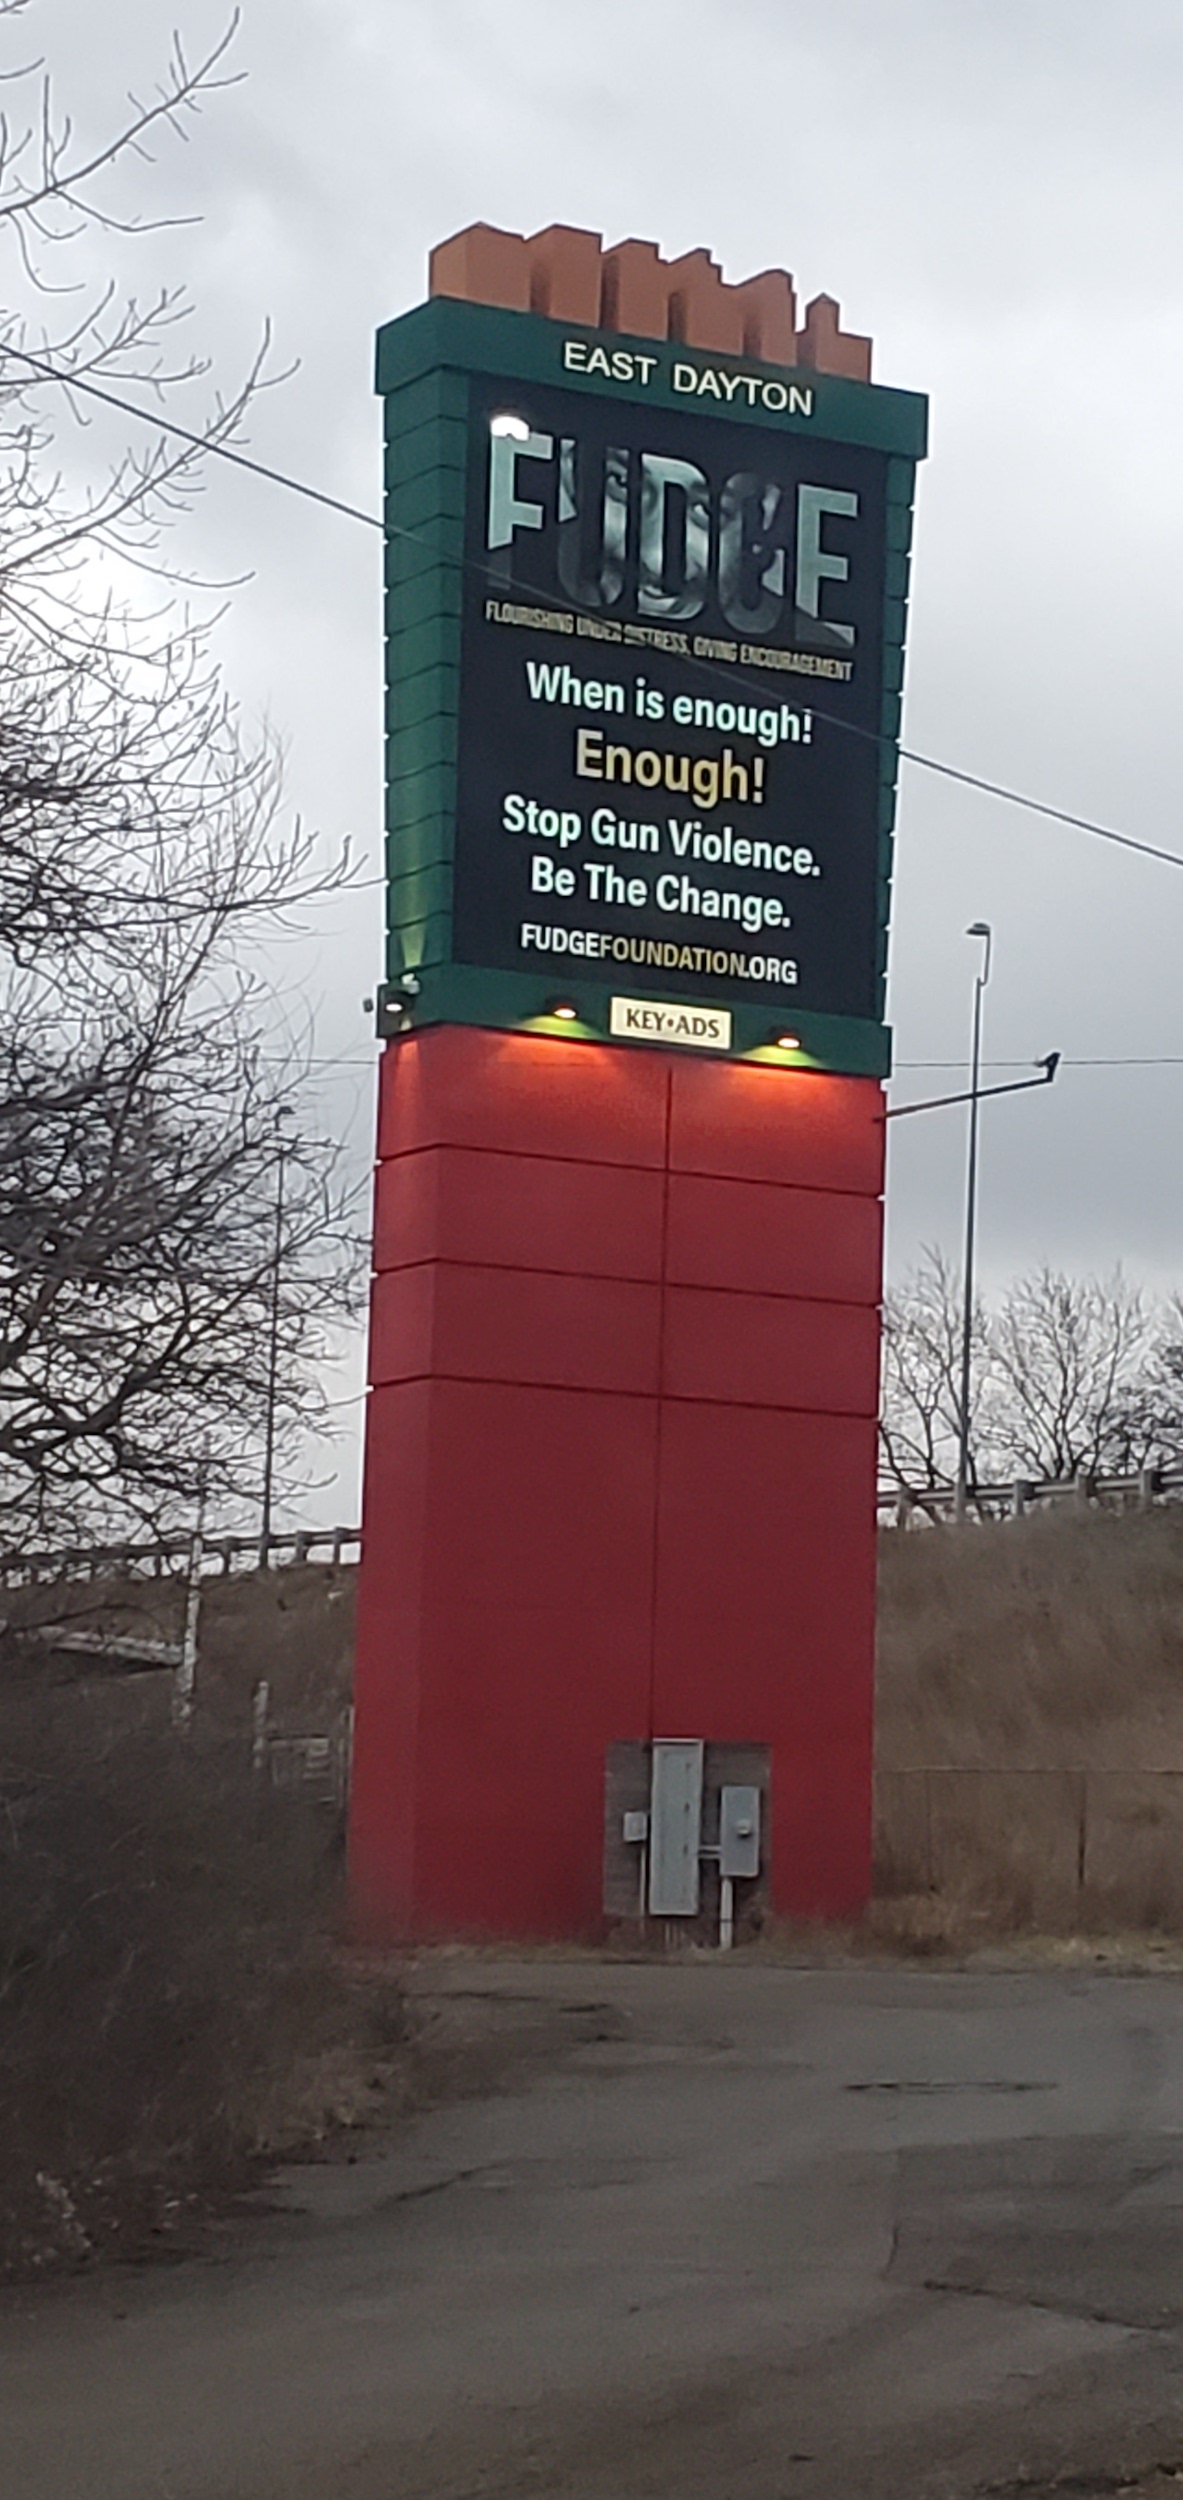 EAST DAYTON
FUDGE
FLOURISHING UNDER DISTRESS, GIVING ENCOURAGEMENT
When is enough!
Enough!
Stop Gun Violence.
Be The Change.
FUDGEFOUNDATION.ORG
KEY•ADS